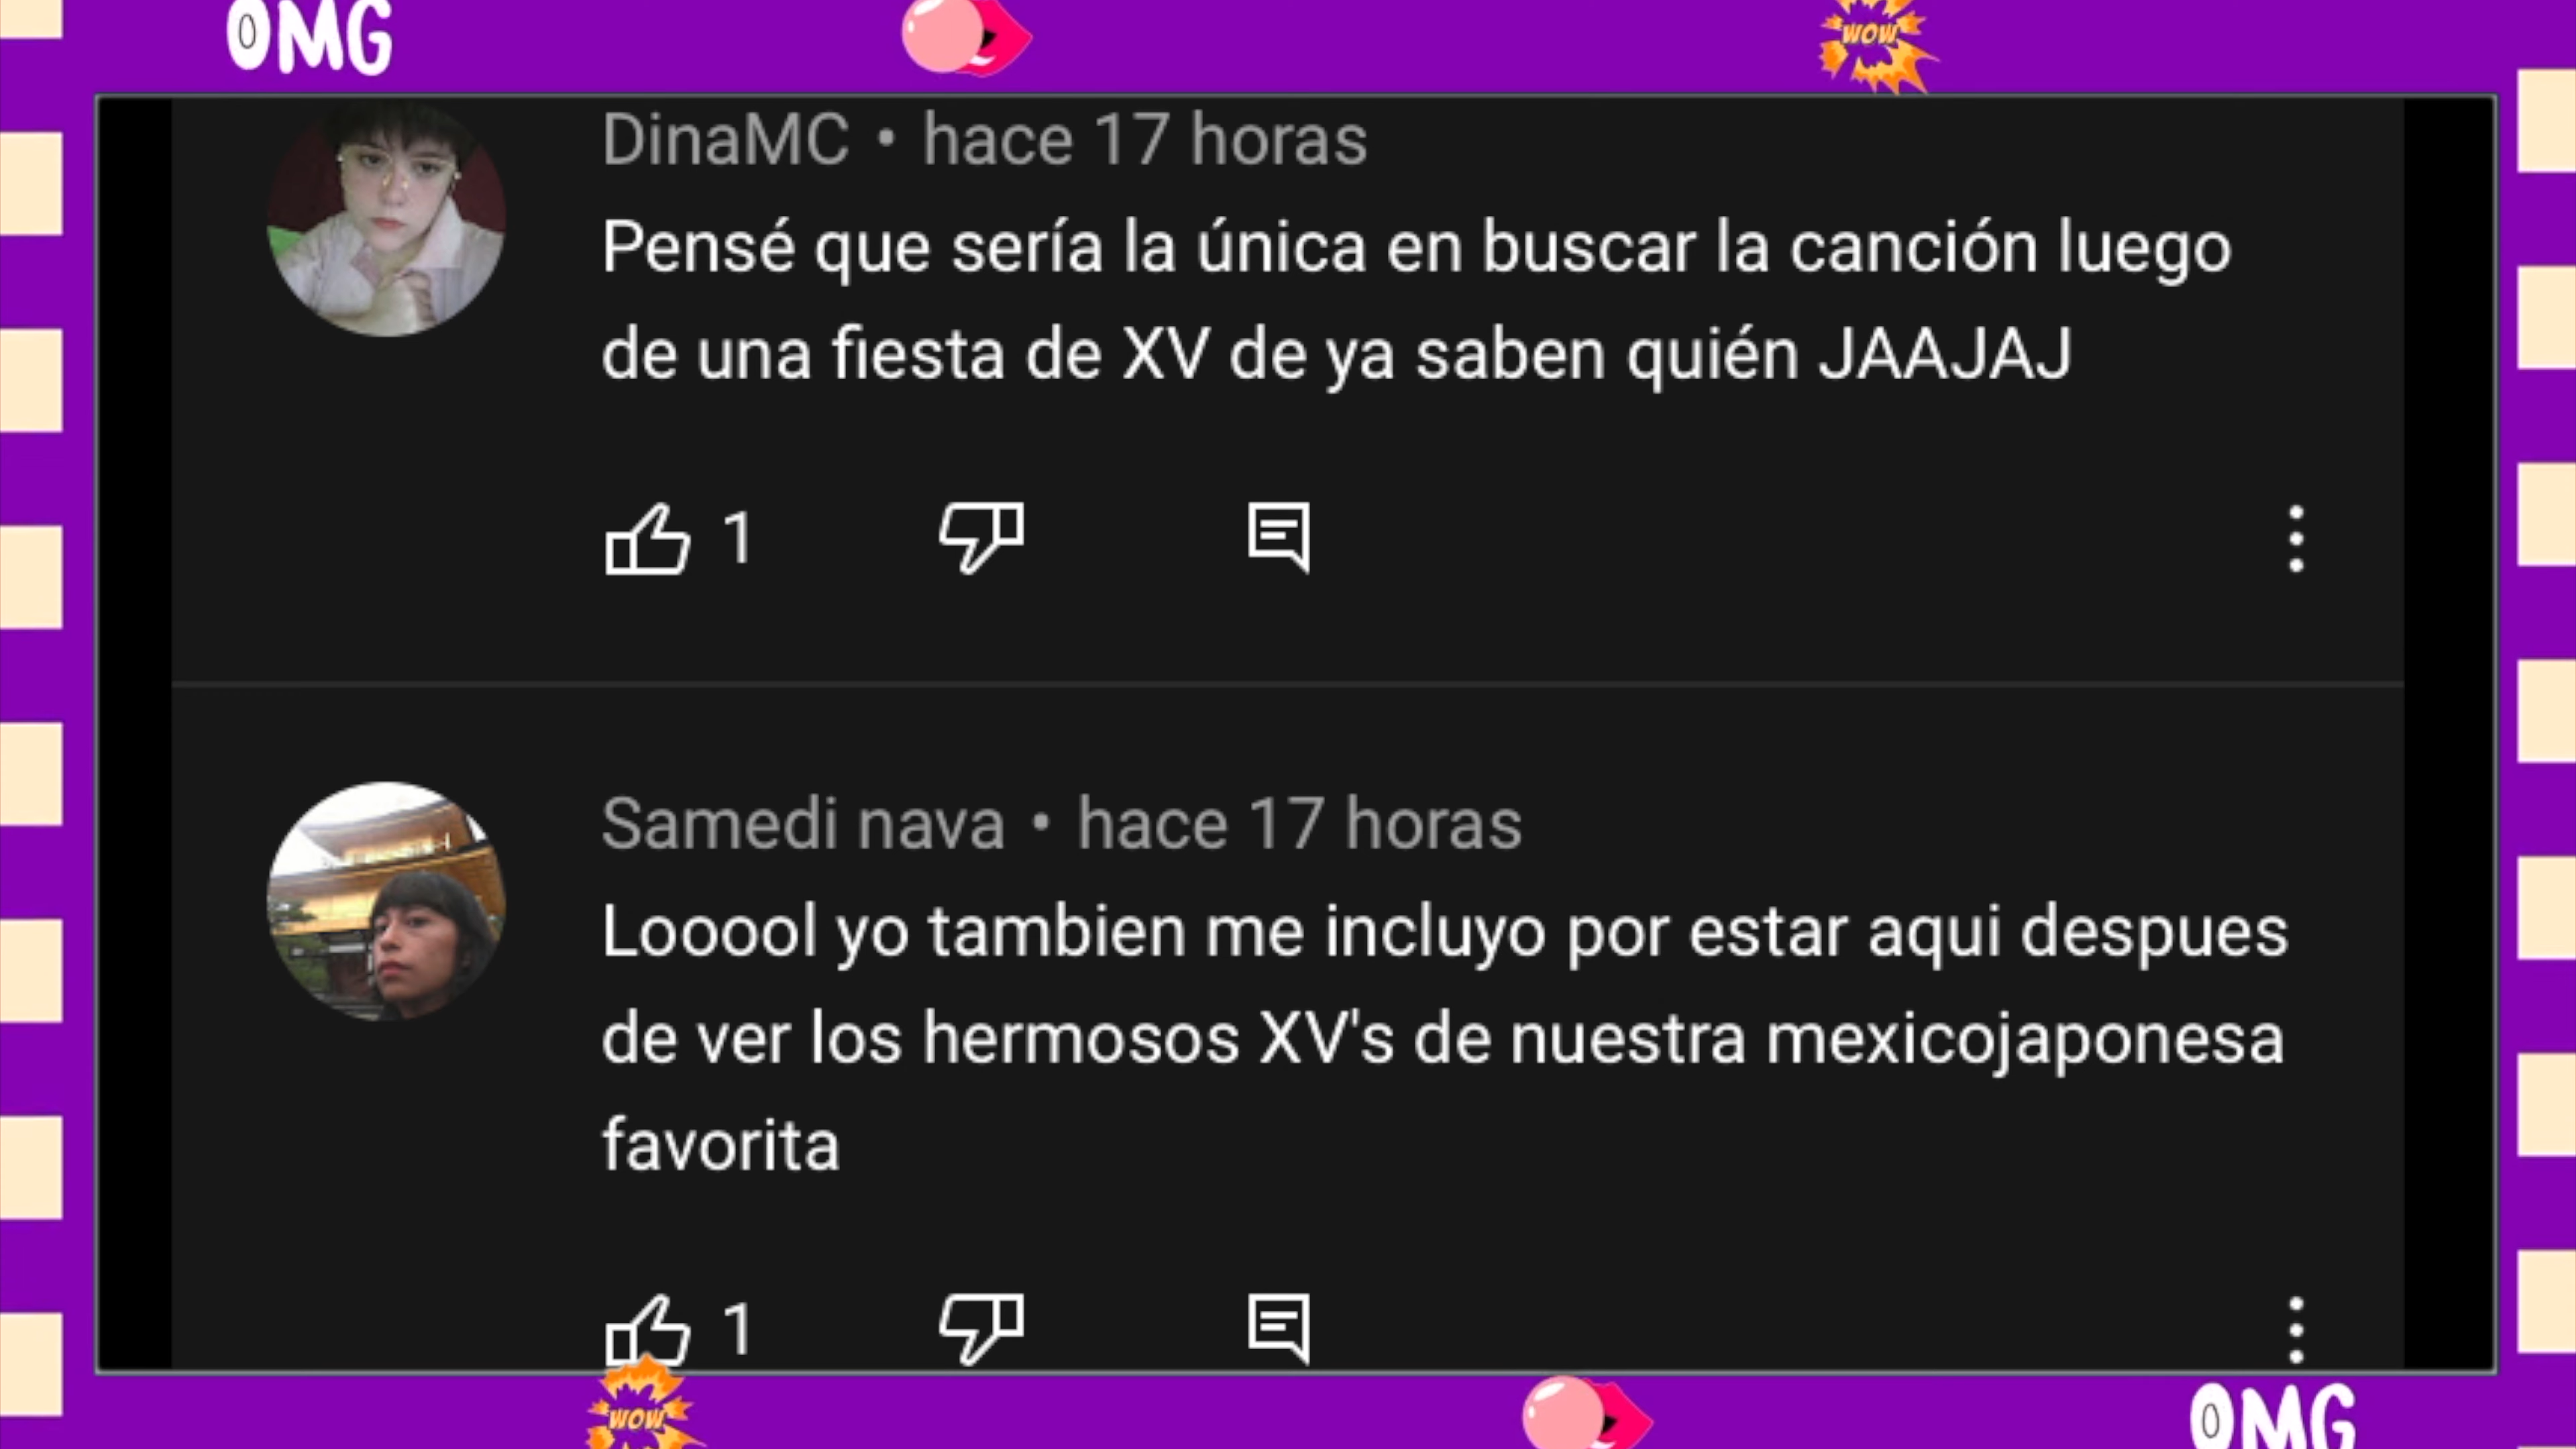 OMG
WOW
DinaMC • hace 17 horas
Pensé que sería la única en buscar la canción luego
de una fiesta de XV de ya saben quién JAAJAJ
1
Samedi nava • hace 17 horas
Looool yo tambien me incluyo por estar aqui despues
de ver los hermosos XV's de nuestra mexicojaponesa
favorita
1
WOW
OMG